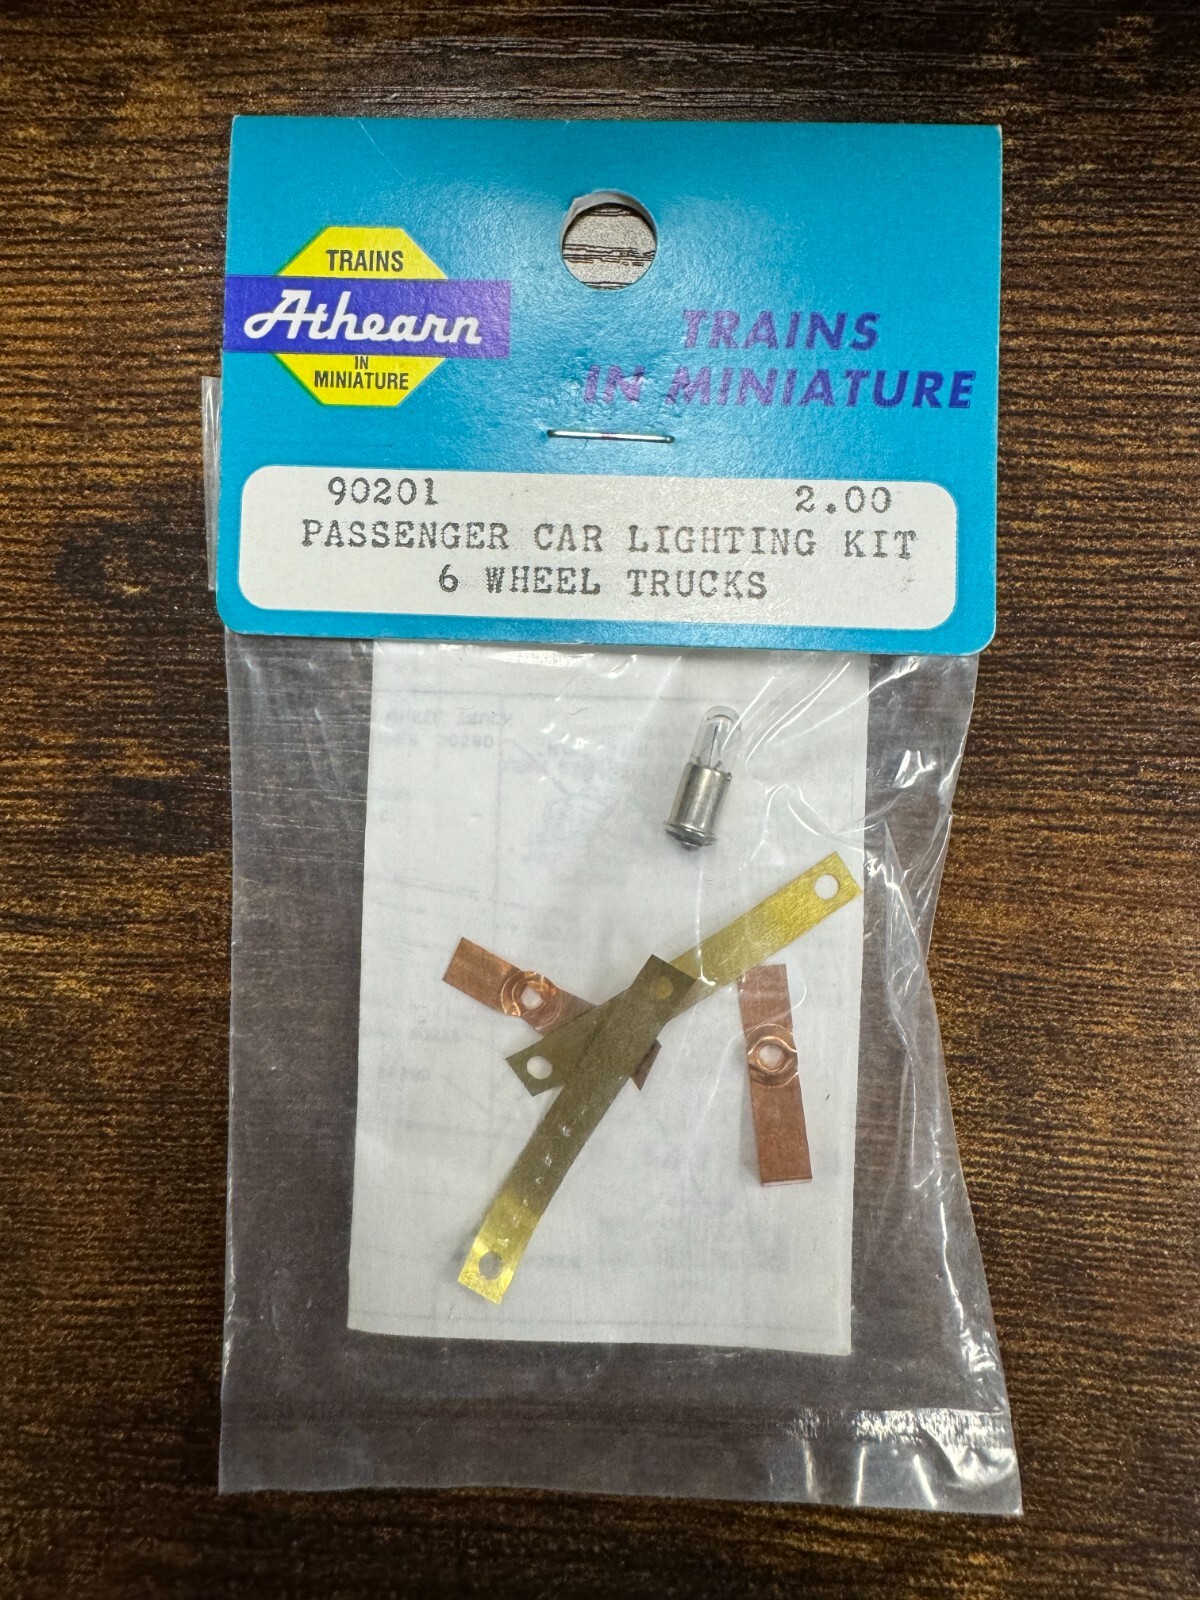 TRAINS
Athearn
IN
MINIATURE
TRAINS
IN MINIATURE
90201 2.00
PASSENGER CAR LIGHTING KIT
6 WHEEL TRUCKS